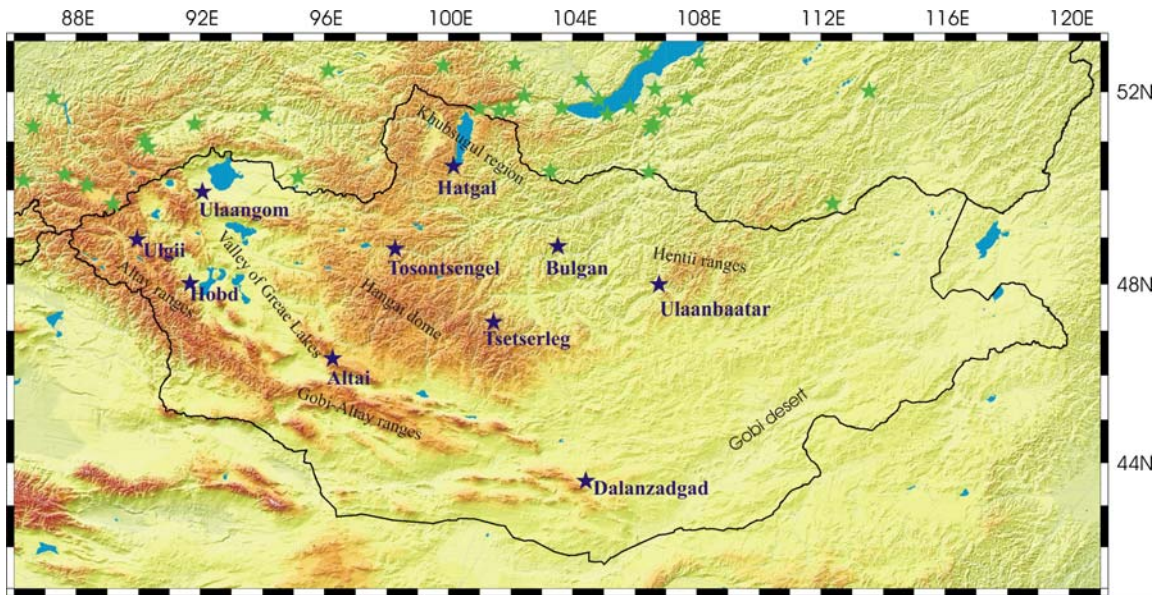 88E 92E 96E 100E 104E 108E 112E 116E 120E
52N
Khubsugul region
Hatgal
Ulaangom
Ulgii
Valley of Greae Lakes
Tosontsengel
Bulgan
Hentii ranges
48N
Altay ranges
Hobd
Hangai dome
Ulaanbaatar
Tsetserleg
Altai
Gobi-Altay ranges
Gobi desert
44N
Dalanzadgad